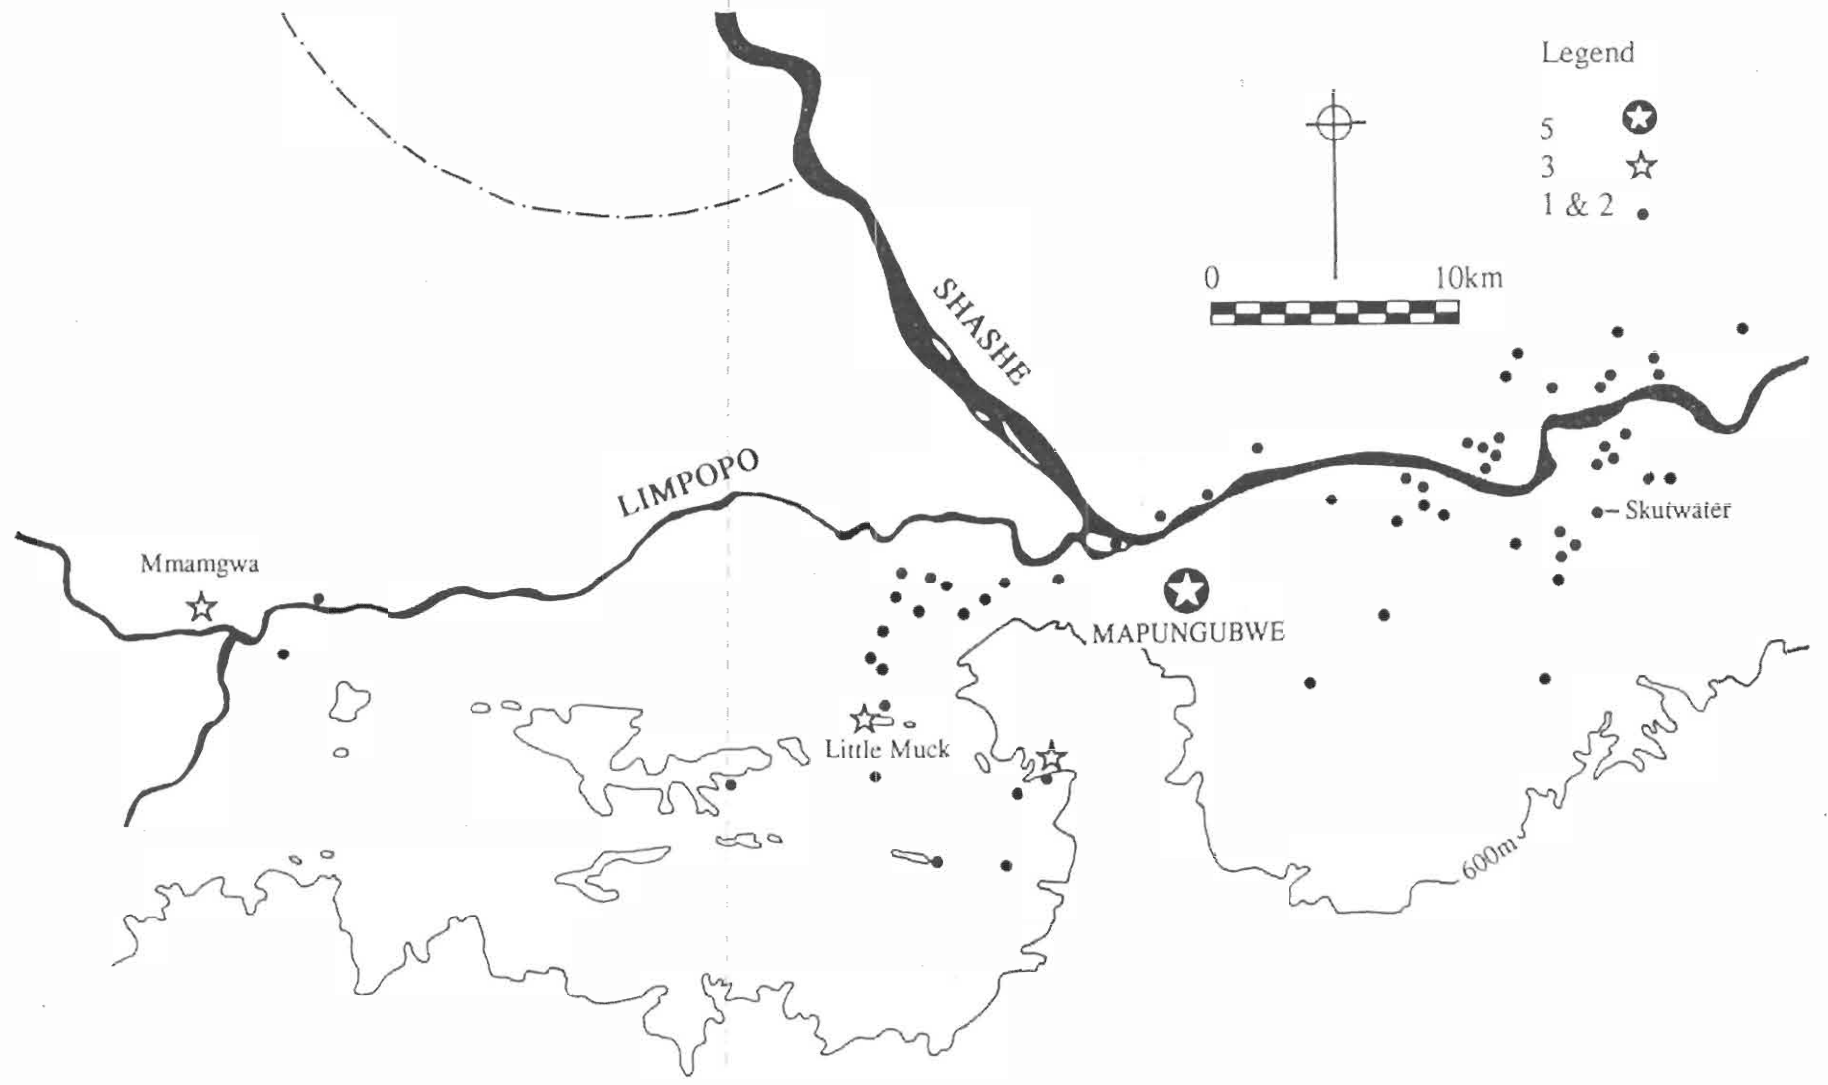 Legend
5
3
1 & 2
0 10km
SHASHE
LIMPOPO
Mmamgwa
Skutwater
MAPUNGUBWE
Little Muck
600m